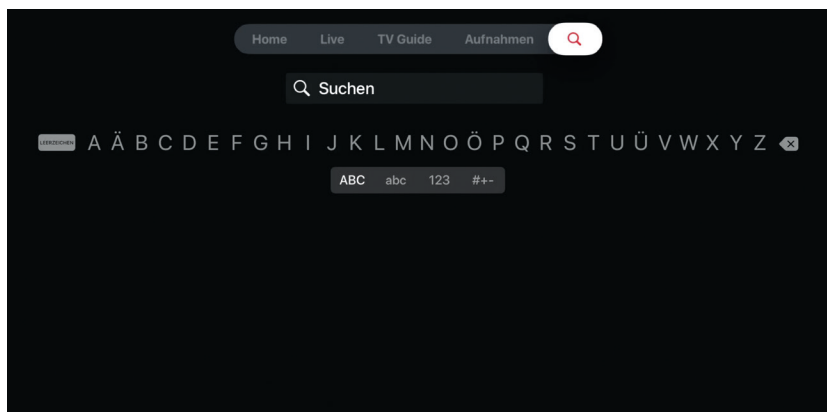 Home Live TV Guide Aufnahmen
Suchen
LEERZEICHEN A Ä B C D E F G H I J K L M N O Ö P Q R S T U Ü V W X Y Z
ABC abc 123 #+-